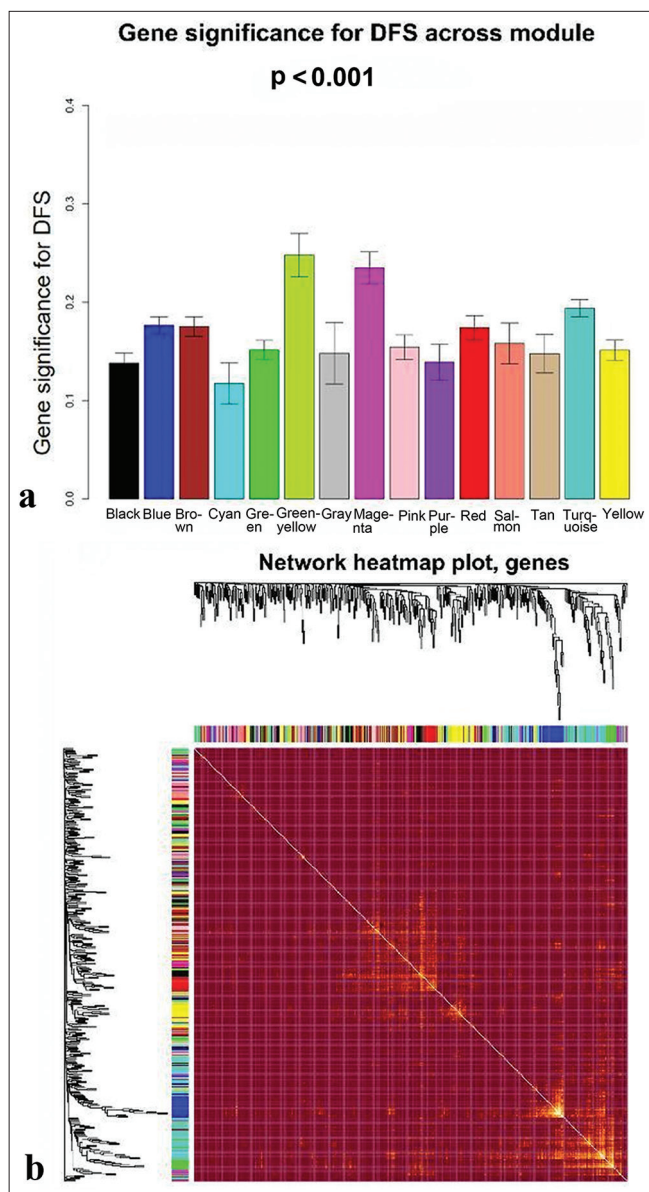 Gene significance for DFS across module
p < 0.001
0.4
0.3
0.2
0.1
0.0
Gene significance for DFS
a
Black Blue Bro- Cyan Gre- Green- Gray Mage- Pink Pur- Red Sal- Tan Turq- Yellow
wn en yellow nta ple mon uoise
Network heatmap plot, genes
b